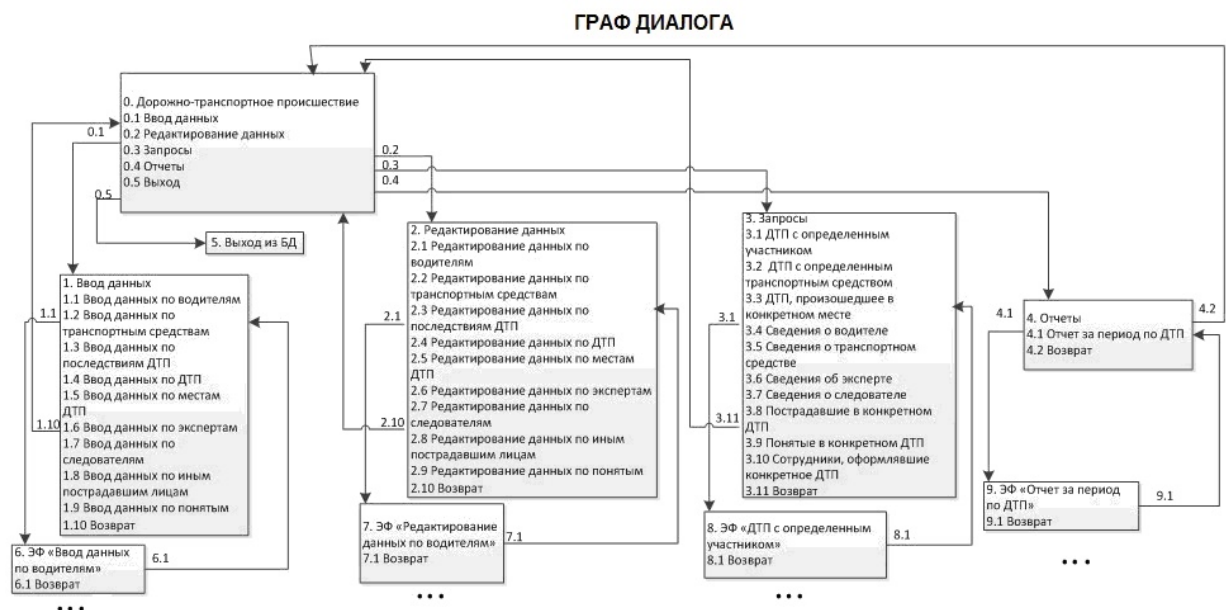 ГРАФ ДИАЛОГА
0. Дорожно-транспортное происшествие
0.1 Ввод данных
0.2 Редактирование данных
0.3 Запросы
0.4 Отчеты
0.5 Выход
0.1
0.5
0.2
0.3
0.4
5. Выход из БД
1. Ввод данных
1.1 Ввод данных по водителям
1.2 Ввод данных по
транспортным средствам
1.3 Ввод данных по
последствиям ДТП
1.4 Ввод данных по ДТП
1.5 Ввод данных по местам
ДТП
1.6 Ввод данных по экспертам
1.7 Ввод данных по
следователям
1.8 Ввод данных по иным
пострадавшим лицам
1.9 Ввод данных по понятым
1.10 Возврат
1.1
1.10
6. ЭФ «Ввод данных
по водителям»
6.1 Возврат
6.1
...
2. Редактирование данных
2.1 Редактирование данных по
водителям
2.2 Редактирование данных по
транспортным средствам
2.3 Редактирование данных по
последствиям ДТП
2.4 Редактирование данных по ДТП
2.5 Редактирование данных по местам
ДТП
2.6 Редактирование данных по экспертам
2.7 Редактирование данных по
следователям
2.8 Редактирование данных по иным
пострадавшим лицам
2.9 Редактирование данных по понятым
2.10 Возврат
2.1
2.10
7. ЭФ «Редактирование
данных по водителям»
7.1 Возврат
7.1
...
3. Запросы
3.1 ДТП с определенным
участником
3.2 ДТП с определенным
транспортным средством
3.3 ДТП, произошедшее в
конкретном месте
3.4 Сведения о водителе
3.5 Сведения о транспортном
средстве
3.6 Сведения об эксперте
3.7 Сведения о следователе
3.8 Пострадавшие в конкретном
ДТП
3.9 Понятые в конкретном ДТП
3.10 Сотрудники, оформлявшие
конкретное ДТП
3.11 Возврат
3.1
3.11
8. ЭФ «ДТП с определенным
участником»
8.1 Возврат
8.1
...
4. Отчеты
4.1 Отчет за период по ДТП
4.2 Возврат
4.1
4.2
9. ЭФ «Отчет за период
по ДТП»
9.1 Возврат
9.1
...